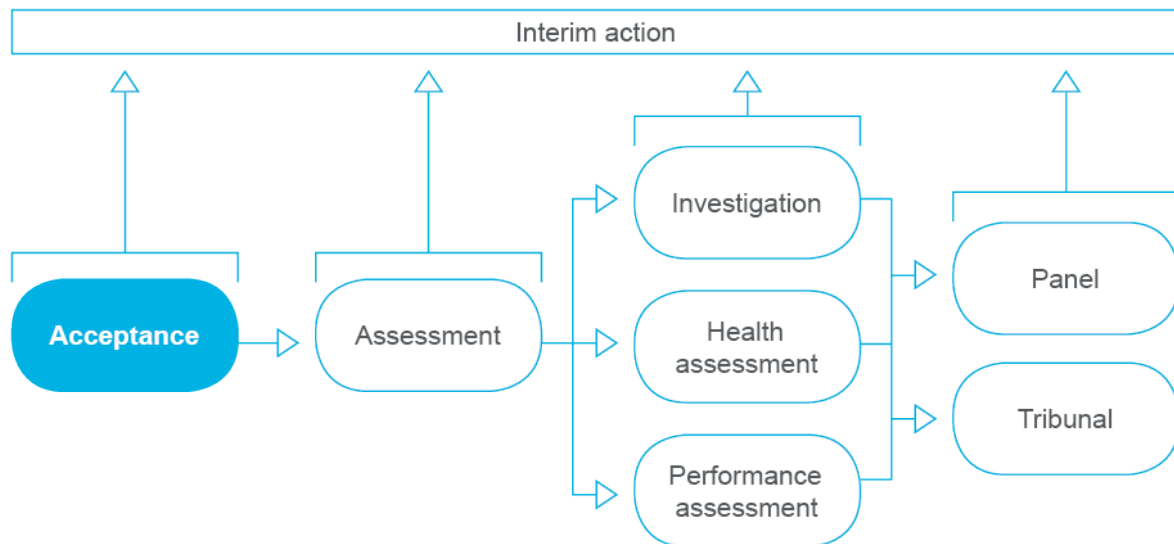 Interim action
Acceptance
Assessment
Investigation
Health
assessment
Performance
assessment
Panel
Tribunal